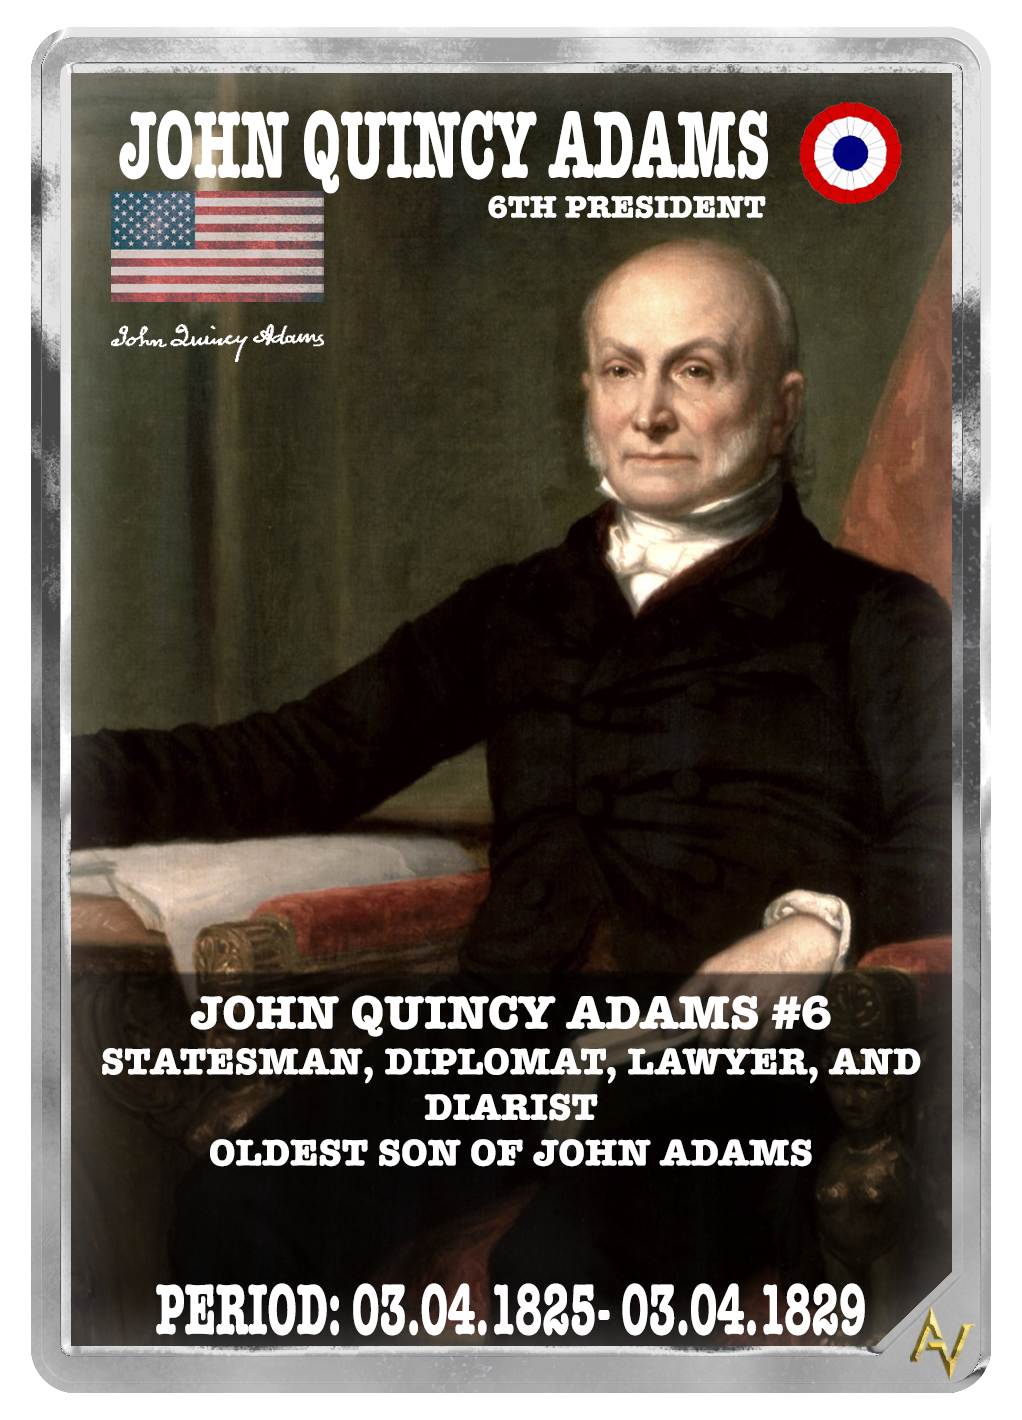 JOHN QUINCY ADAMS
6TH PRESIDENT
John Quincy Adams
JOHN QUINCY ADAMS #6
STATESMAN, DIPLOMAT, LAWYER, AND
DIARIST
OLDEST SON OF JOHN ADAMS
PERIOD: 03.04.1825- 03.04.1829
AV